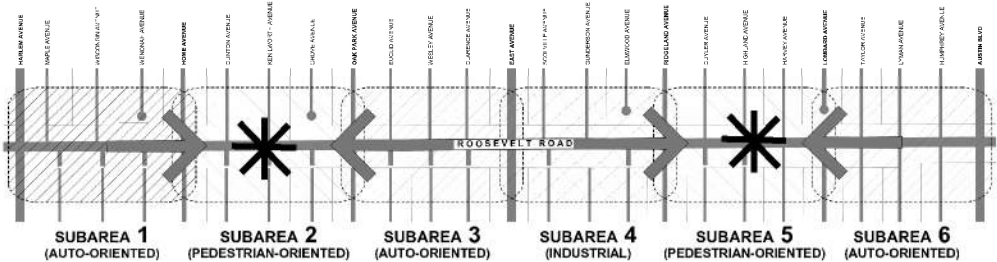 HARLEM AVENUE
MAPLE AVENUE
WISCONSIN AVENUE
WENONAH AVENUE
HOME AVENUE
CLINTON AVENUE
KENILWORTH AVENUE
GROVE AVENUE
OAK PARK AVENUE
EUCLID AVENUE
WESLEY AVENUE
CLARENCE AVENUE
EAST AVENUE
SCOVILLE AVENUE
GUNDERSON AVENUE
ELMWOOD AVENUE
RIDGELAND AVENUE
CUYLER AVENUE
HIGHLAND AVENUE
HARVEY AVENUE
LOMBARD AVENUE
TAYLOR AVENUE
LYMAN AVENUE
HUMPHREY AVENUE
AUSTIN BLVD
ROOSEVELT ROAD
SUBAREA 1
(AUTO-ORIENTED)
SUBAREA 2
(PEDESTRIAN-ORIENTED)
SUBAREA 3
(AUTO-ORIENTED)
SUBAREA 4
(INDUSTRIAL)
SUBAREA 5
(PEDESTRIAN-ORIENTED)
SUBAREA 6
(AUTO-ORIENTED)